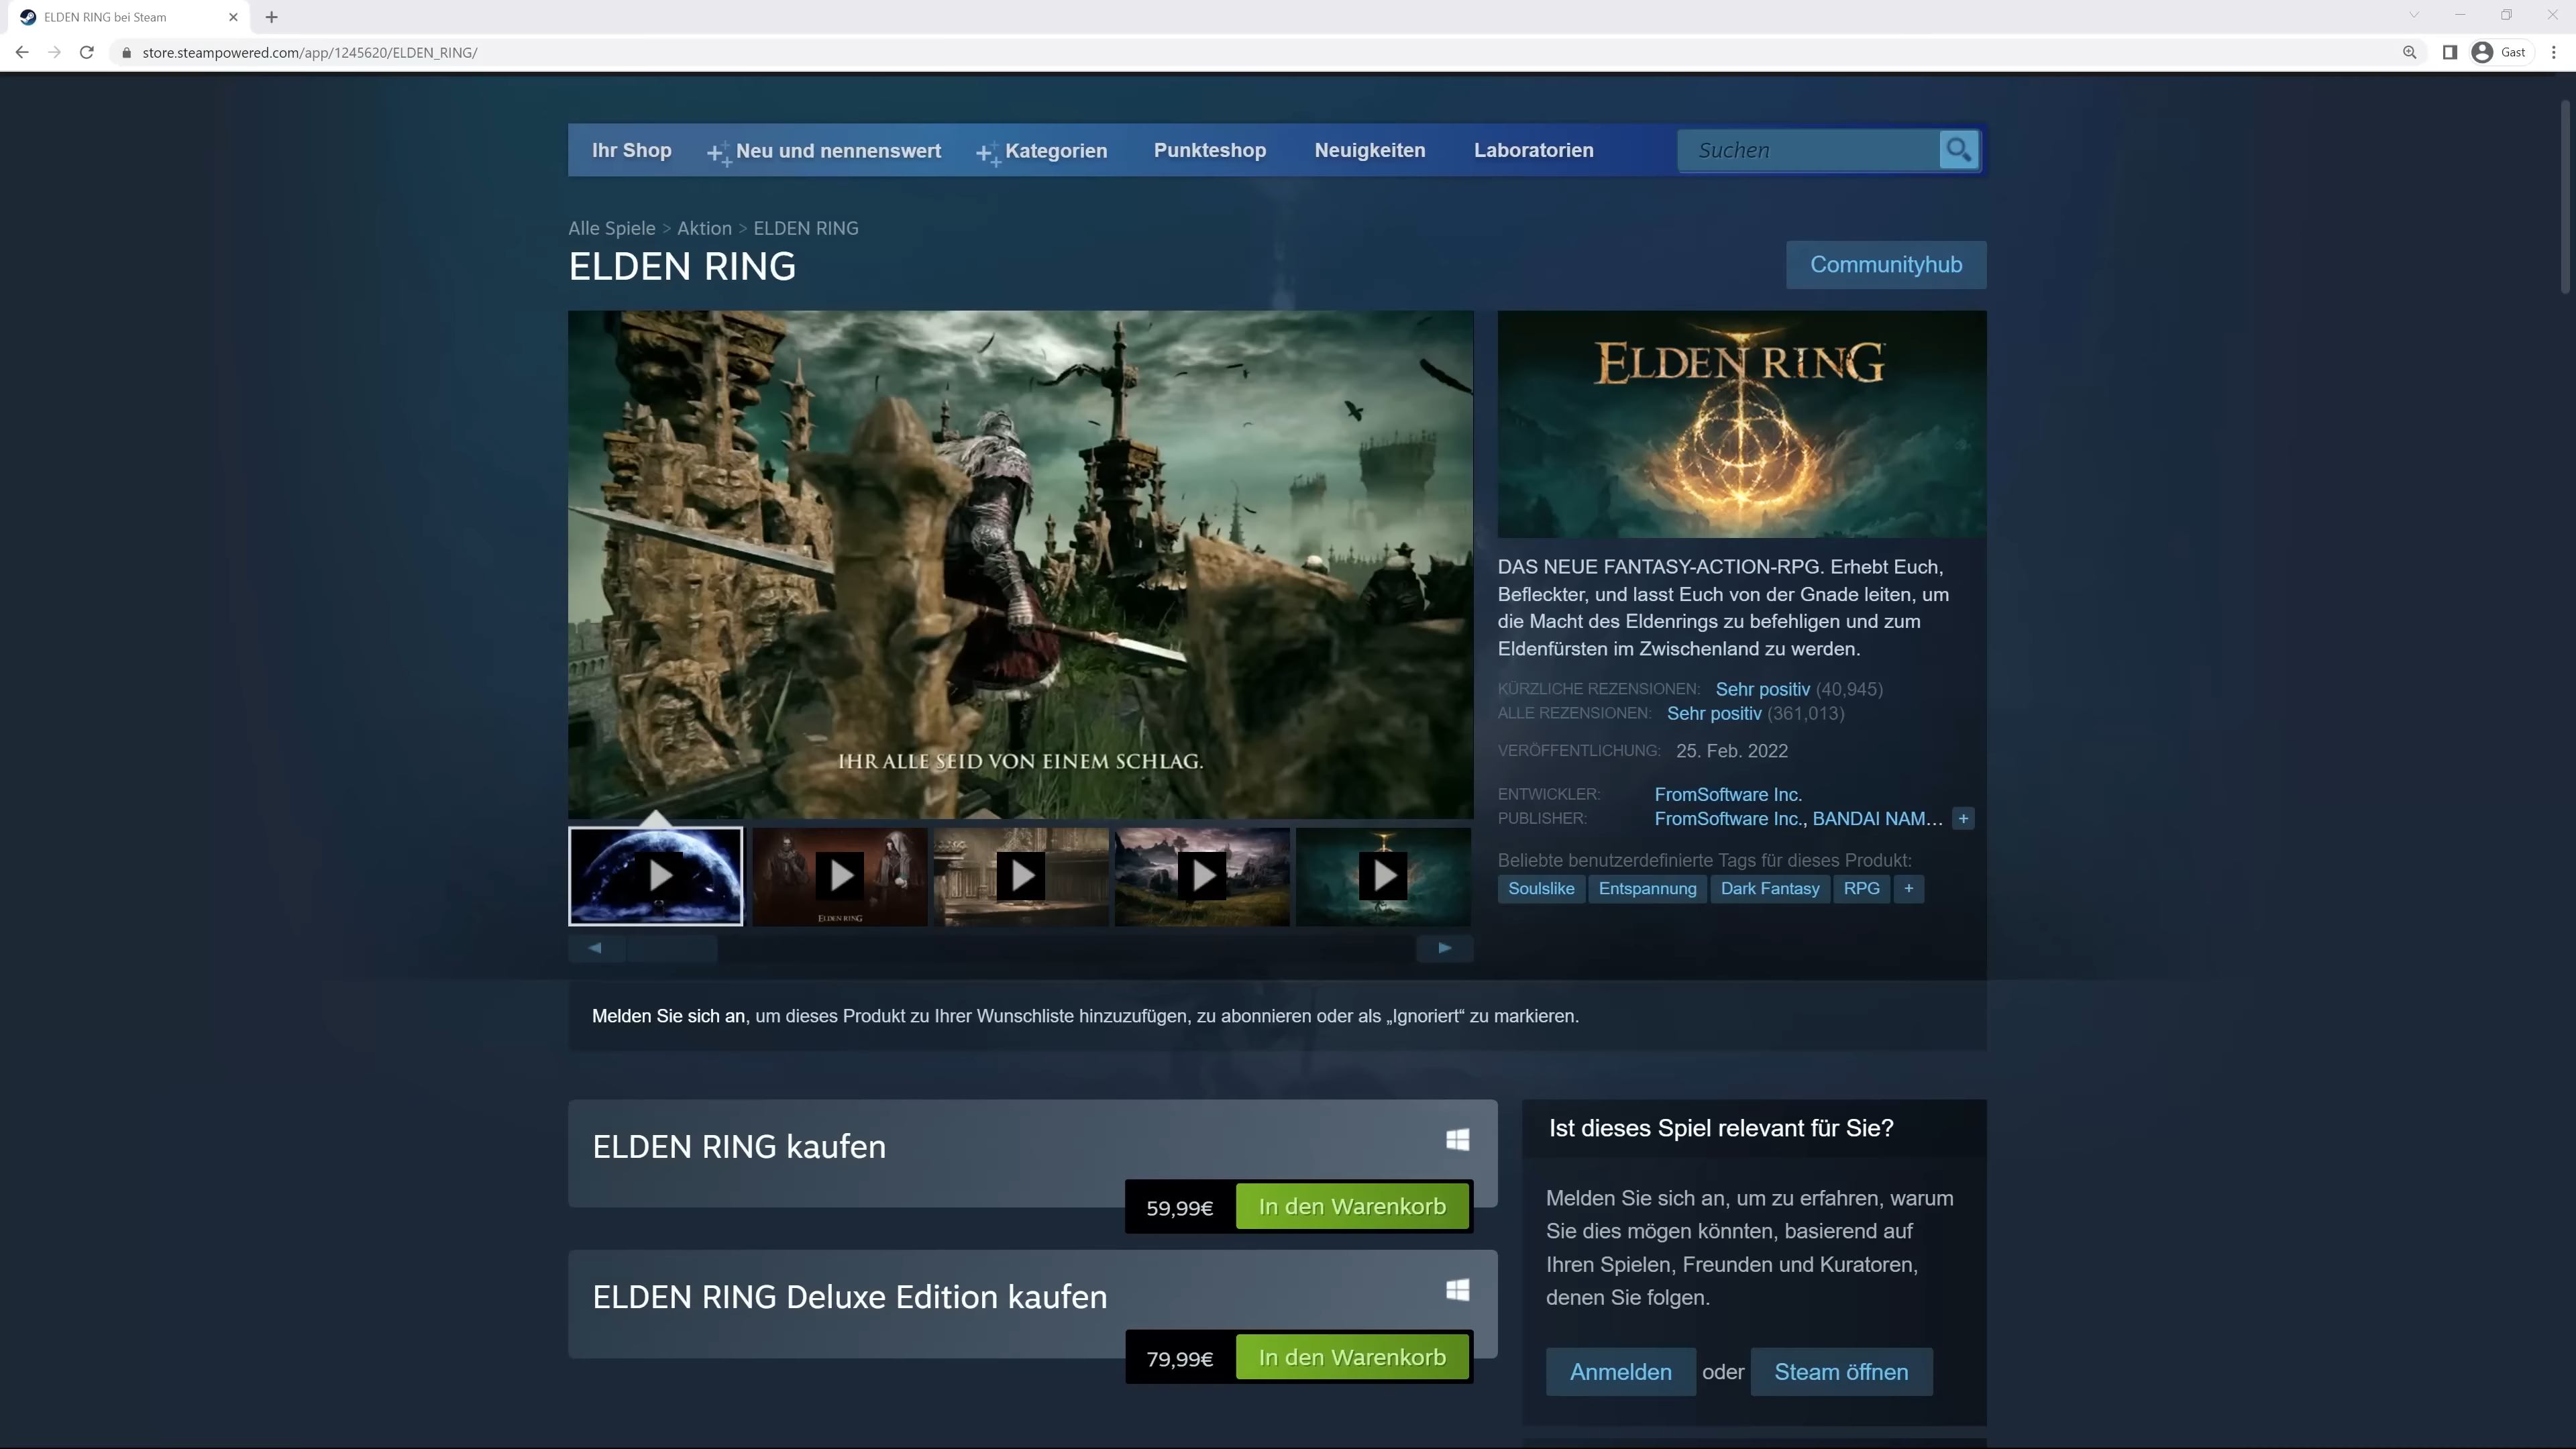 ELDEN RING bei Steam
store.steampowered.com/app/1245620/ELDEN_RING/
Gast
Ihr Shop
Neu und nennenswert
Kategorien
Punkteshop
Neuigkeiten
Laboratorien
Suchen
Alle Spiele > Aktion > ELDEN RING
ELDEN RING
Communityhub
IHR ALLE SEID VON EINEM SCHLAG.
ELDEN RING
ELDEN RING
DAS NEUE FANTASY-ACTION-RPG. Erhebt Euch,
Befleckter, und lasst Euch von der Gnade leiten, um
die Macht des Eldenrings zu befehligen und zum
Eldenfürsten im Zwischenland zu werden.
KÜRZLICHE REZENSIONEN: Sehr positiv (40,945)
ALLE REZENSIONEN: Sehr positiv (361,013)
VERÖFFENTLICHUNG: 25. Feb. 2022
ENTWICKLER: FromSoftware Inc.
PUBLISHER: FromSoftware Inc., BANDAI NAM... +
Beliebte benutzerdefinierte Tags für dieses Produkt:
Soulslike Entspannung Dark Fantasy RPG +
Melden Sie sich an, um dieses Produkt zu Ihrer Wunschliste hinzuzufügen, zu abonnieren oder als „Ignoriert“ zu markieren.
ELDEN RING kaufen
59,99€ In den Warenkorb
ELDEN RING Deluxe Edition kaufen
79,99€ In den Warenkorb
Ist dieses Spiel relevant für Sie?
Melden Sie sich an, um zu erfahren, warum
Sie dies mögen könnten, basierend auf
Ihren Spielen, Freunden und Kuratoren,
denen Sie folgen.
Anmelden oder Steam öffnen